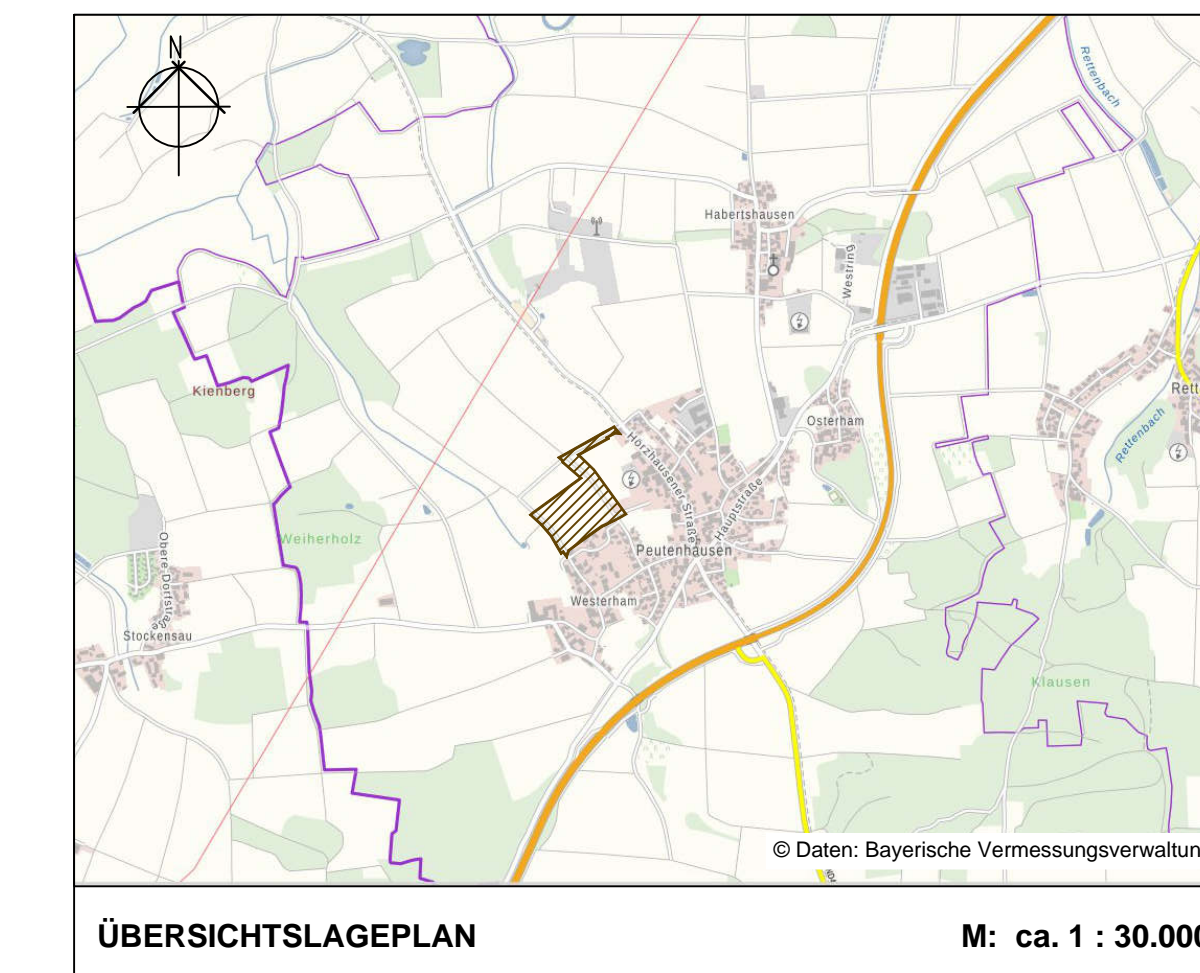 N
Rettenbach
Habertshausen
Westring
Kienberg
Rett
Osterham
Hörzhausener Straße
Rettenbach
Hauptstraße
Weiherholz
Peutenhausen
Obere Dorfstraße
Westerham
Stockensau
Klausen
© Daten: Bayerische Vermessungsverwaltun
ÜBERSICHTSLAGEPLAN M: ca. 1 : 30.000